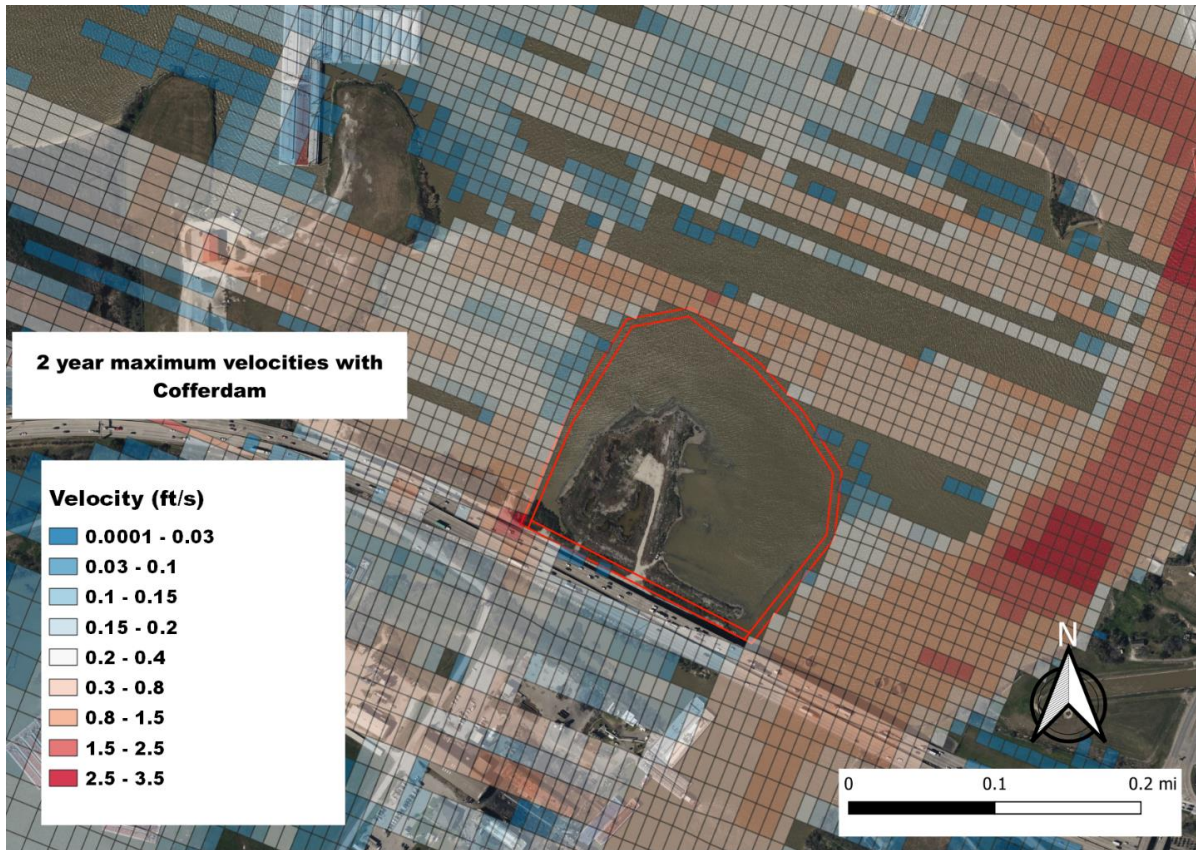 2 year maximum velocities with
Cofferdam
Velocity (ft/s)
0.0001 - 0.03
0.03 - 0.1
0.1 - 0.15
0.15 - 0.2
0.2 - 0.4
0.3 - 0.8
0.8 - 1.5
1.5 - 2.5
2.5 - 3.5
N
0 0.1 0.2 mi